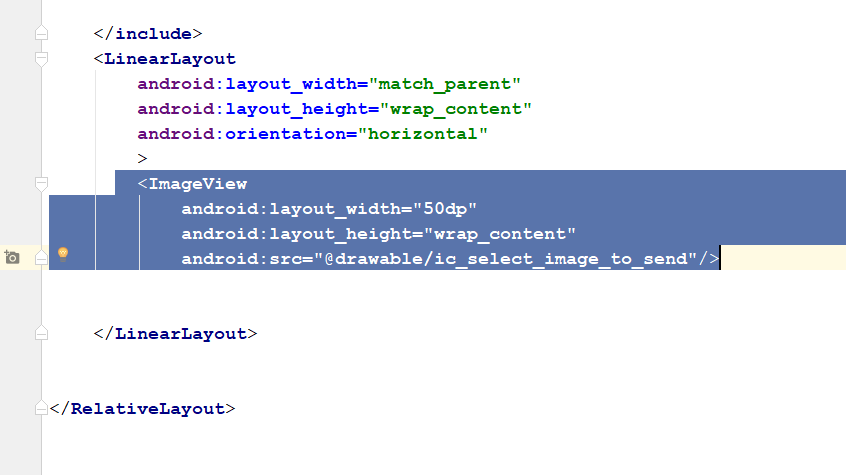 </include>
<LinearLayout
android:layout_width="match_parent"
android:layout_height="wrap_content"
android:orientation="horizontal"
>
<ImageView
android:layout_width="50dp"
android:layout_height="wrap_content"
android:src="@drawable/ic_select_image_to_send"/>
</LinearLayout>
</RelativeLayout>